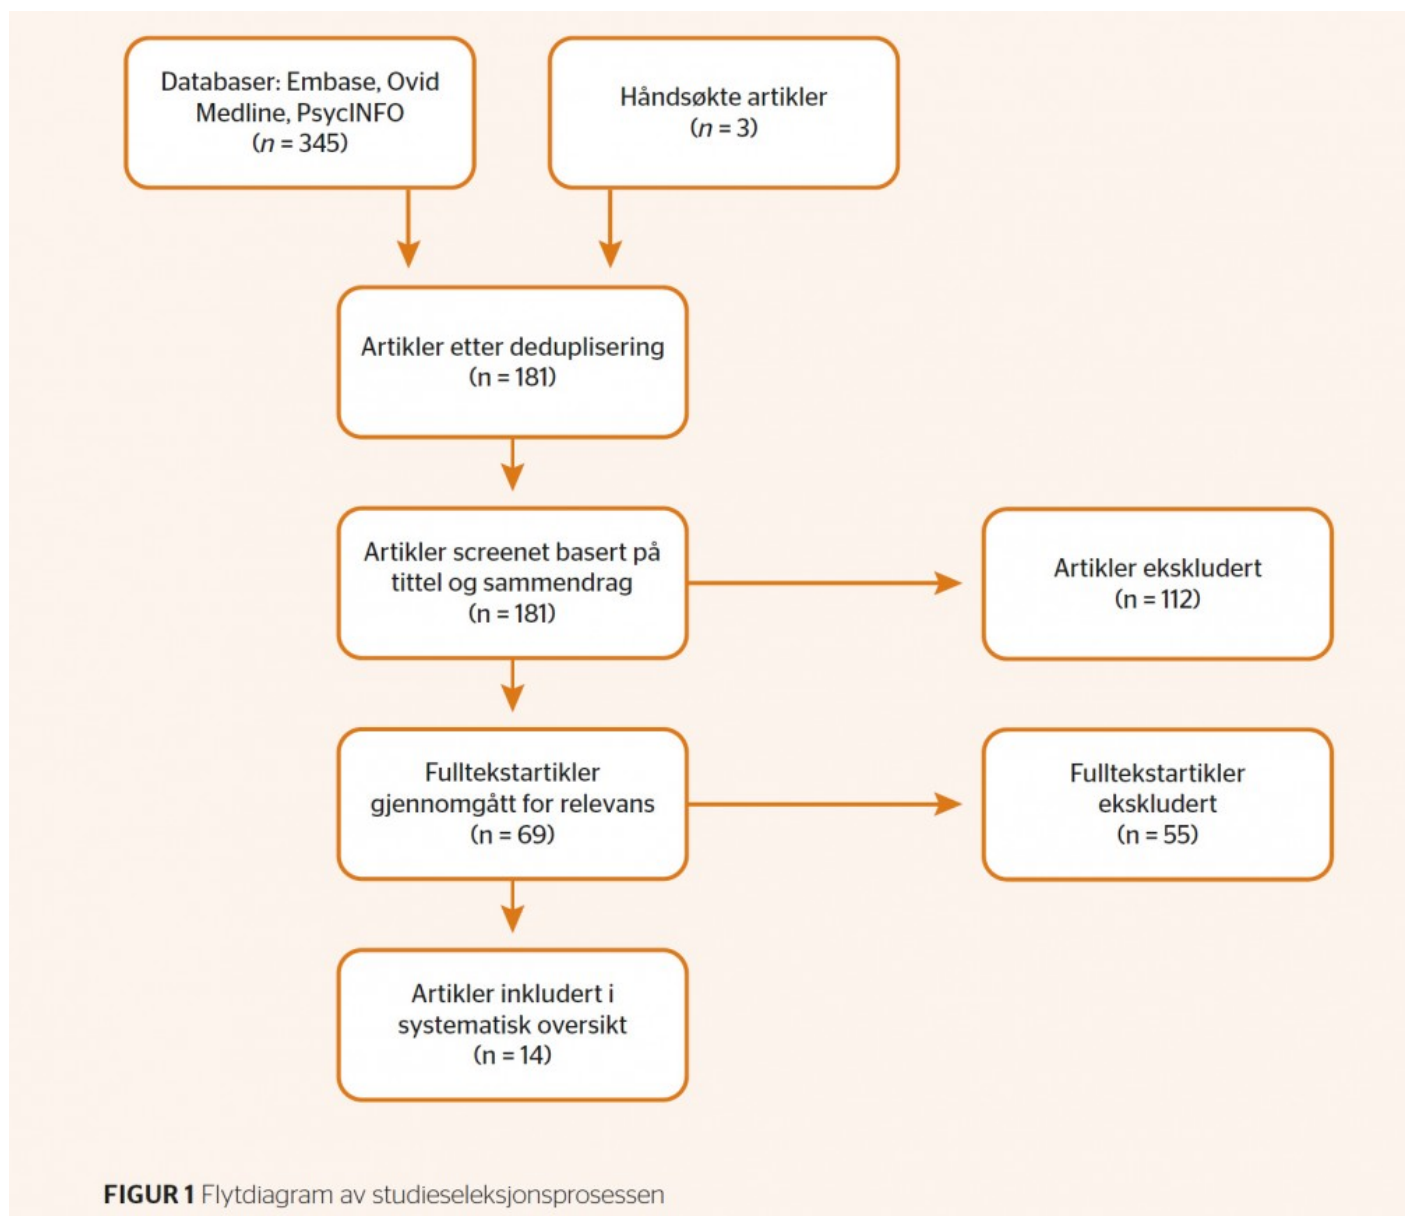 Databaser: Embase, Ovid
Medline, PsycINFO
(n = 345)
Håndsøkte artikler
(n = 3)
Artikler etter deduplisering
(n = 181)
Artikler screenet basert på
tittel og sammendrag
(n = 181)
Artikler ekskludert
(n = 112)
Fulltekstartikler
gjennomgått for relevans
(n = 69)
Fulltekstartikler
ekskludert
(n = 55)
Artikler inkludert i
systematisk oversikt
(n = 14)
FIGUR 1 Flytdiagram av studieseleksjonsprosessen